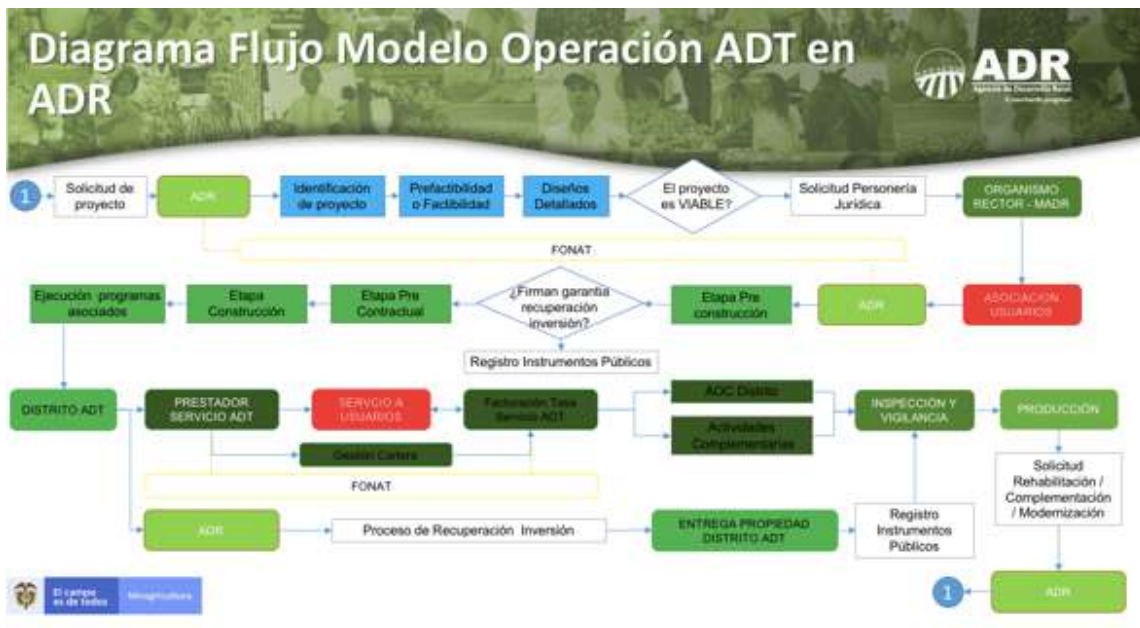 Diagrama Flujo Modelo Operación ADT en
ADR
ADR
Agencia de Desarrollo Rural
1
Solicitud de
proyecto
ADR
Identificación
de proyecto
Prefactibilidad
o Factibilidad
Diseños
Detallados
El proyecto
es VIABLE?
Solicitud Personería
Jurídica
ORGANISMO
RECTOR - MADR
FONAT
Ejecución programas
asociados
Etapa
Construcción
Etapa Pre
Contractual
¿Firman garantía
recuperación
inversión?
Etapa Pre
construcción
ADR
ASOCIACION
USUARIOS
Registro Instrumentos Públicos
DISTRITO ADT
PRESTADOR
SERVICIO ADT
SERVCIO A
USUARIOS
Facturación Tasa
Servicio ADT
AOC Distrito
Actividades
Complementarias
INSPECCIÓN Y
VIGILANCIA
PRODUCCIÓN
Gestión Cartera
FONAT
Solicitud
Rehabilitación /
Complementación
/ Modernización
ADR
Proceso de Recuperación Inversión
ENTREGA PROPIEDAD
DISTRITO ADT
Registro
Instrumentos
Públicos
El campo
es de todos
Minagricultura
1
ADR